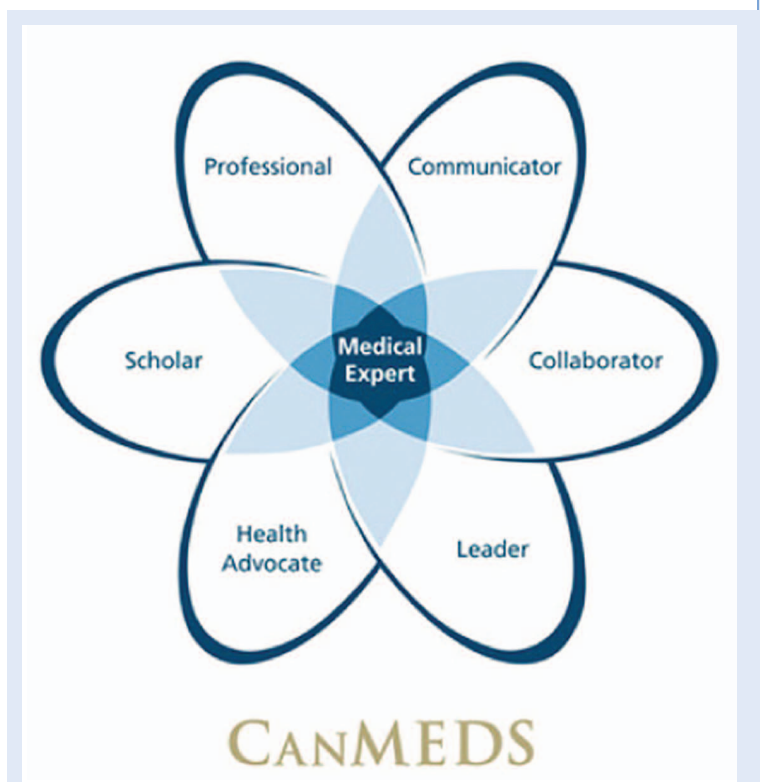 Professional
Communicator
Scholar
Medical
Expert
Collaborator
Health
Advocate
Leader
CANMEDS